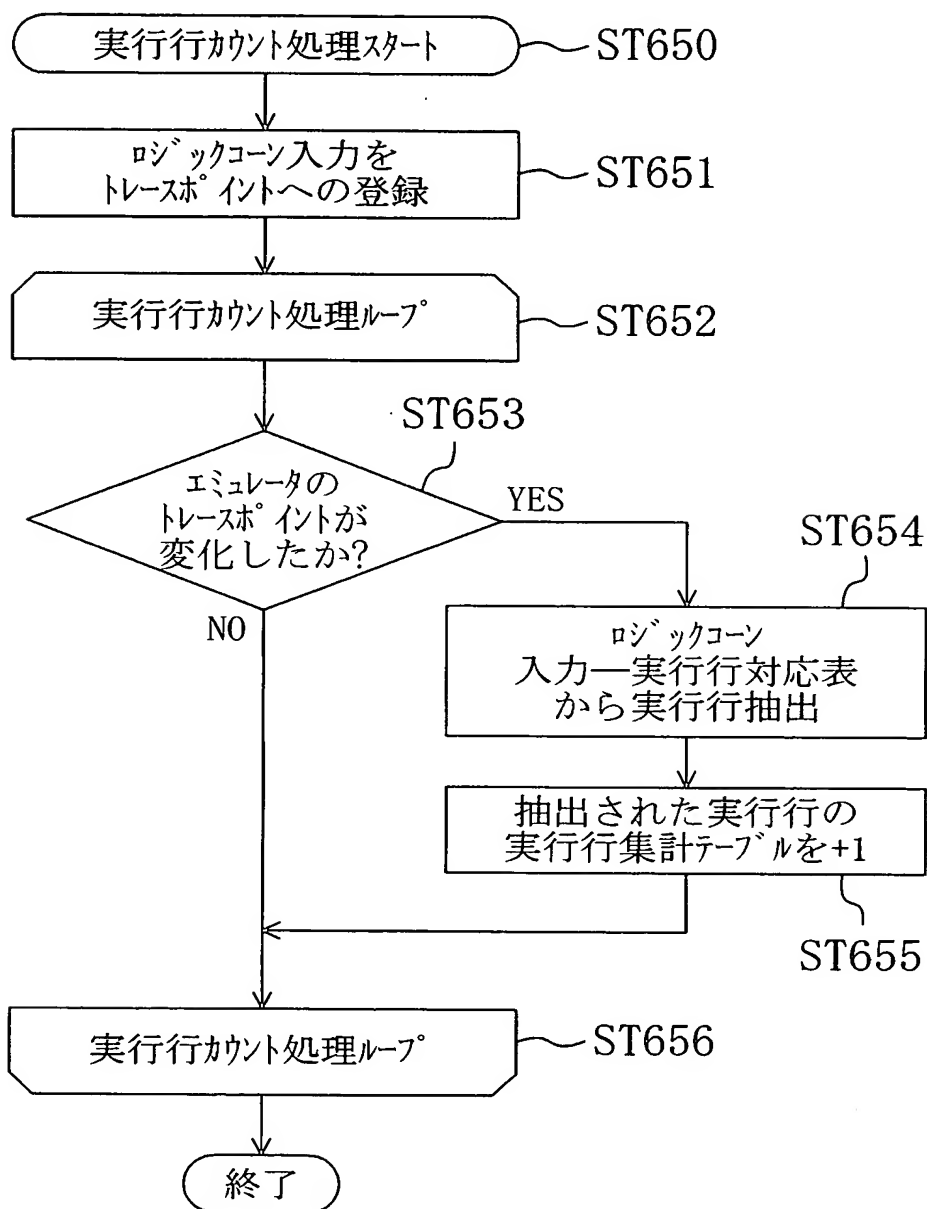 実行行ｶｳﾝﾄ処理ｽﾀｰﾄ
ST650
ﾛｼﾞｯｸｺｰﾝ入力を
ﾄﾚｰｽﾎﾟｲﾝﾄへの登録
ST651
実行行ｶｳﾝﾄ処理ﾙｰﾌﾟ
ST652
ST653
ｴﾐｭﾚｰﾀの
ﾄﾚｰｽﾎﾟｲﾝﾄが
変化したか?
YES
NO
ST654
ﾛｼﾞｯｸｺｰﾝ
入力―実行行対応表
から実行行抽出
抽出された実行行の
実行行集計ﾃｰﾌﾞﾙを+1
ST655
実行行ｶｳﾝﾄ処理ﾙｰﾌﾟ
ST656
終了